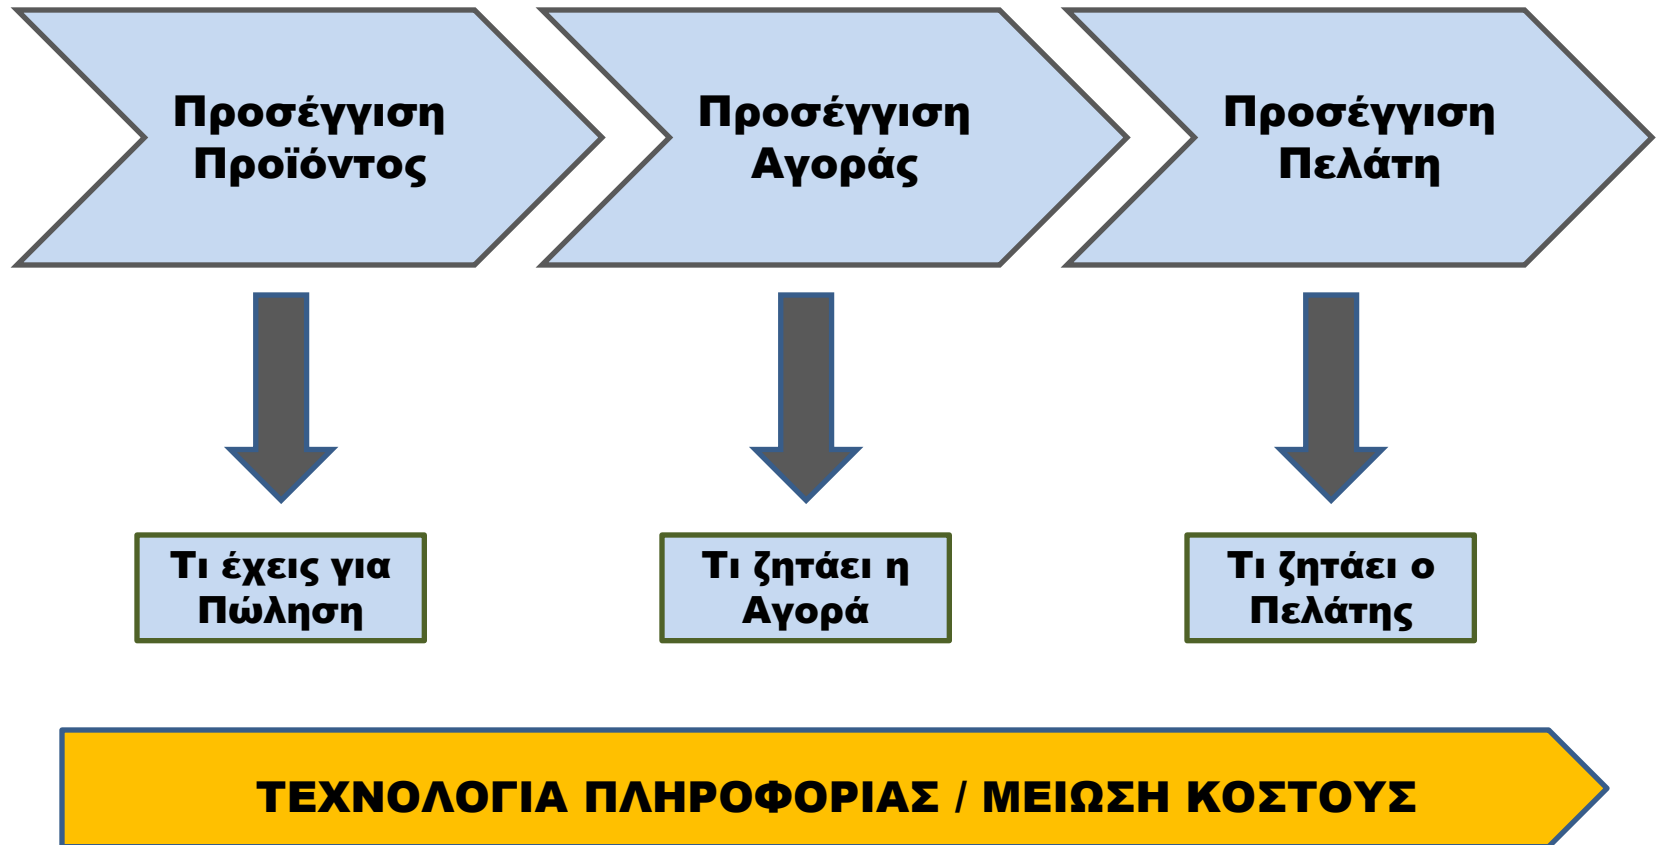 Προσέγγιση
Προϊόντος
Προσέγγιση
Αγοράς
Προσέγγιση
Πελάτη
Τι έχεις για
Πώληση
Τι ζητάει η
Αγορά
Τι ζητάει ο
Πελάτης
ΤΕΧΝΟΛΟΓΙΑ ΠΛΗΡΟΦΟΡΙΑΣ / ΜΕΙΩΣΗ ΚΟΣΤΟΥΣ